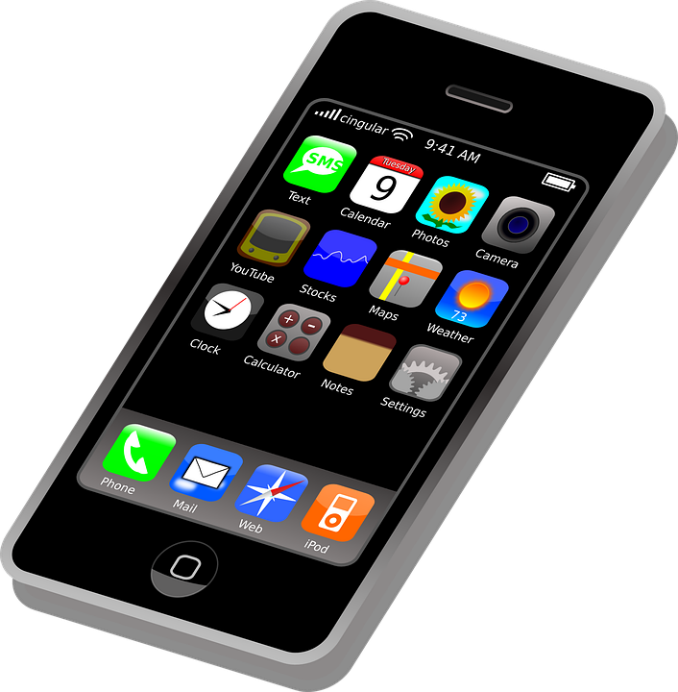 cingular 9:41 AM
SMS Tuesday
9
Text Calendar Photos Camera
73
YouTube Stocks Maps Weather
+ −
x
Clock Calculator Notes Settings
Phone Mail Web iPod